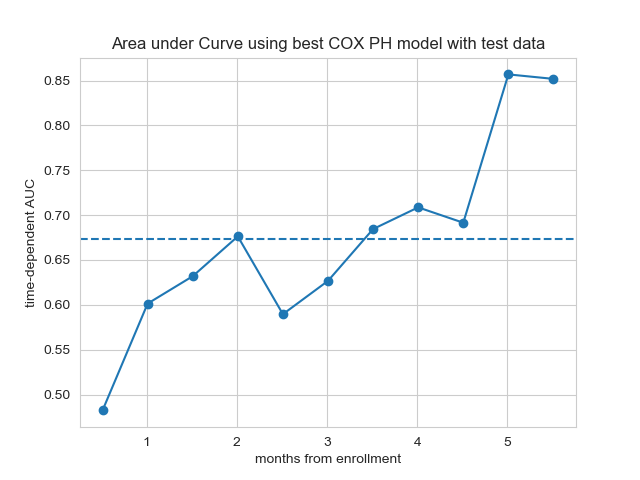 Area under Curve using best COX PH model with test data
0.85
0.80
0.75
0.70
0.65
0.60
0.55
0.50
time-dependent AUC
1 2 3 4 5
months from enrollment